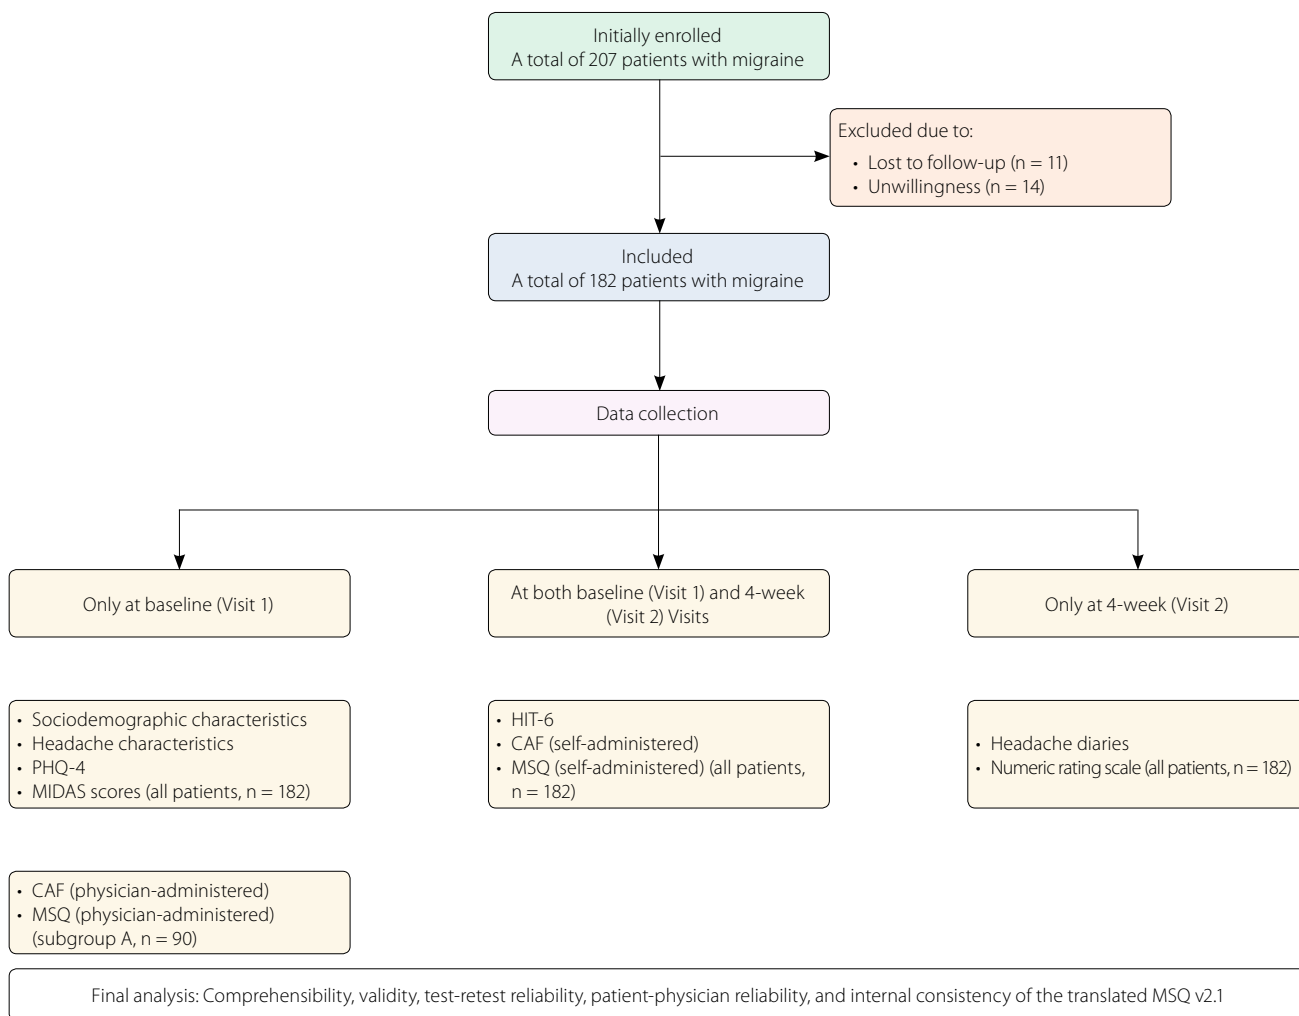 Initially enrolled
A total of 207 patients with migraine
Excluded due to:
• Lost to follow-up (n = 11)
• Unwillingness (n = 14)
Included
A total of 182 patients with migraine
Data collection
Only at baseline (Visit 1)
At both baseline (Visit 1) and 4-week
(Visit 2) Visits
Only at 4-week (Visit 2)
• Sociodemographic characteristics
• Headache characteristics
• PHQ-4
• MIDAS scores (all patients, n = 182)
• HIT-6
• CAF (self-administered)
• MSQ (self-administered) (all patients,
n = 182)
• Headache diaries
• Numeric rating scale (all patients, n = 182)
• CAF (physician-administered)
• MSQ (physician-administered)
(subgroup A, n = 90)
Final analysis: Comprehensibility, validity, test-retest reliability, patient-physician reliability, and internal consistency of the translated MSQ v2.1